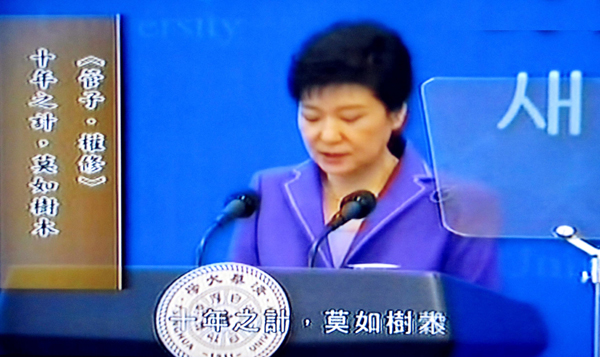 ersity
《管子·權修》
十年之計，莫如樹木
새
十年之計，莫如樹
1911